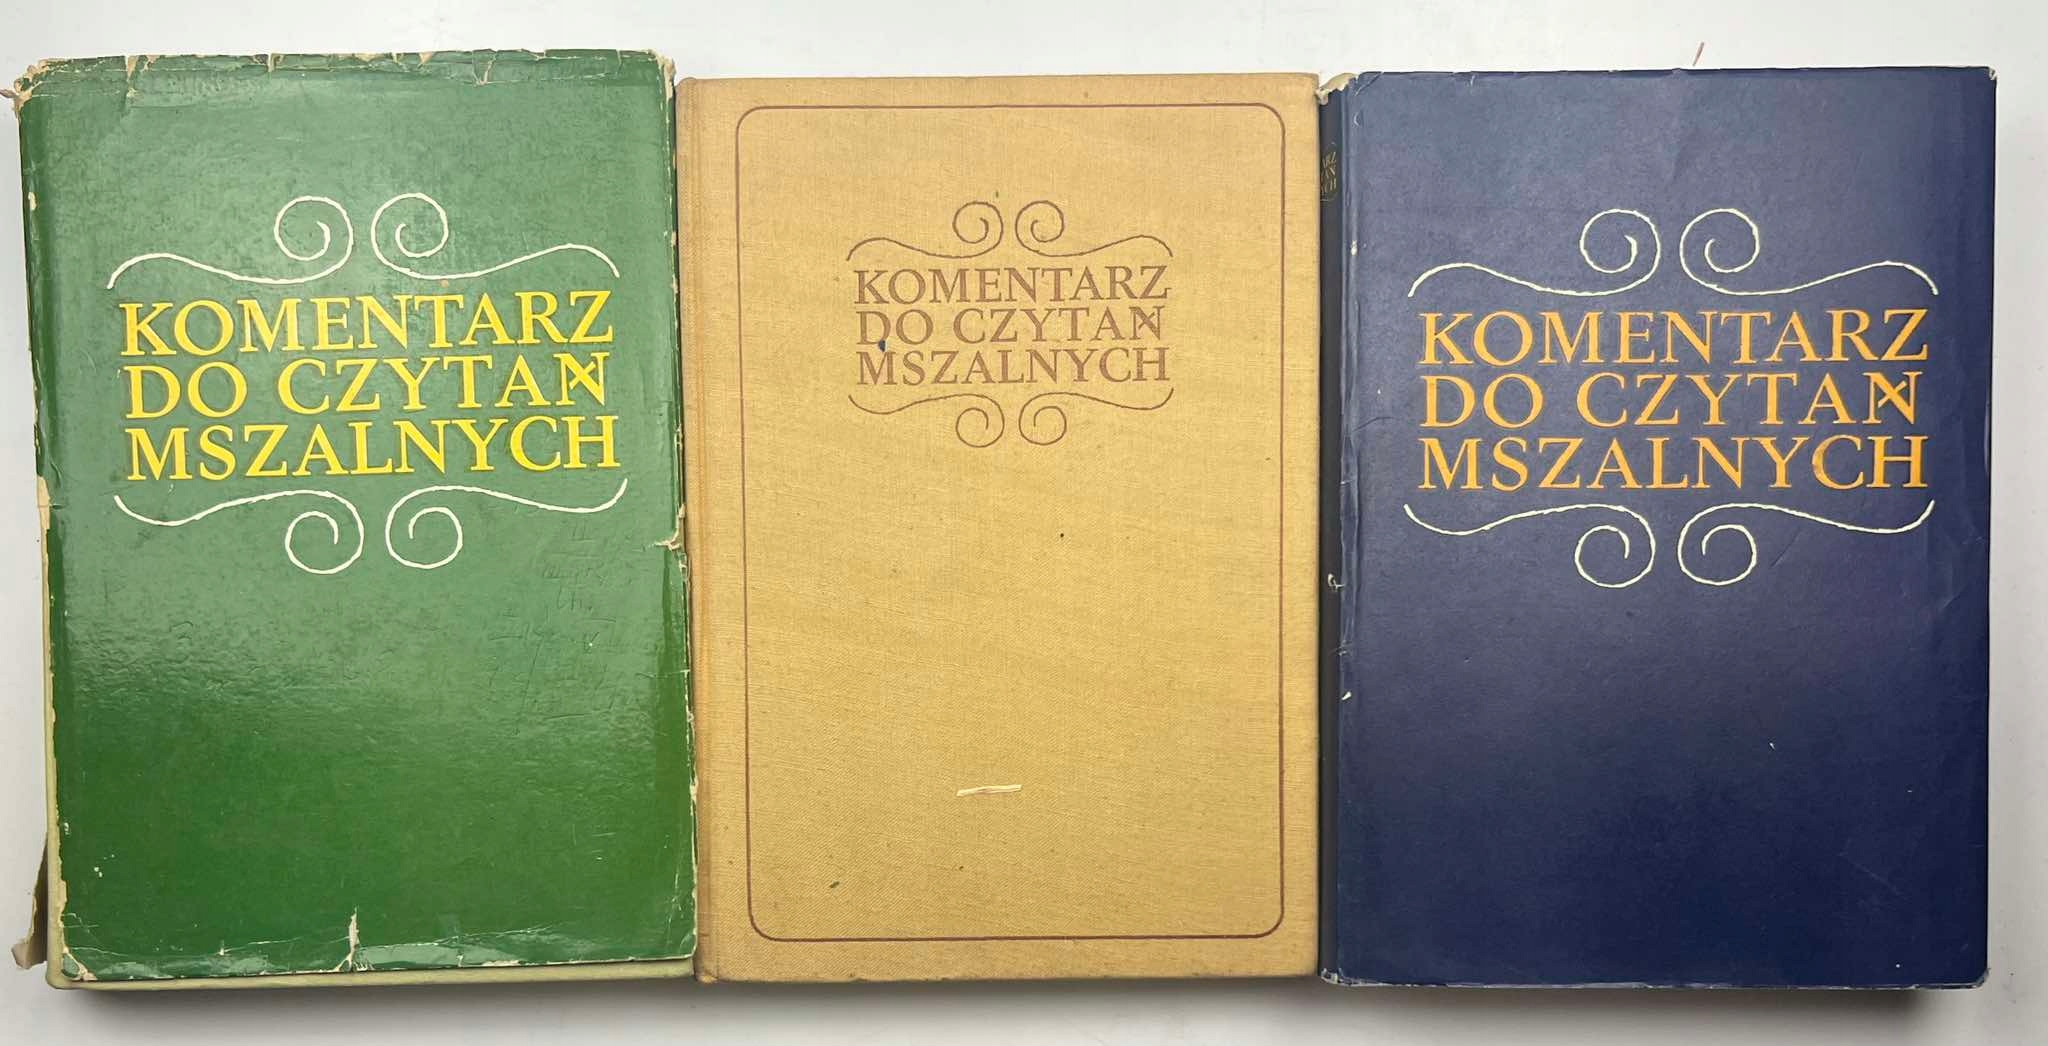 KOMENTARZ
DO CZYTAŃ
MSZALNYCH
KOMENTARZ
DO CZYTAŃ
MSZALNYCH
KOMENTARZ
DO CZYTAŃ
MSZALNYCH